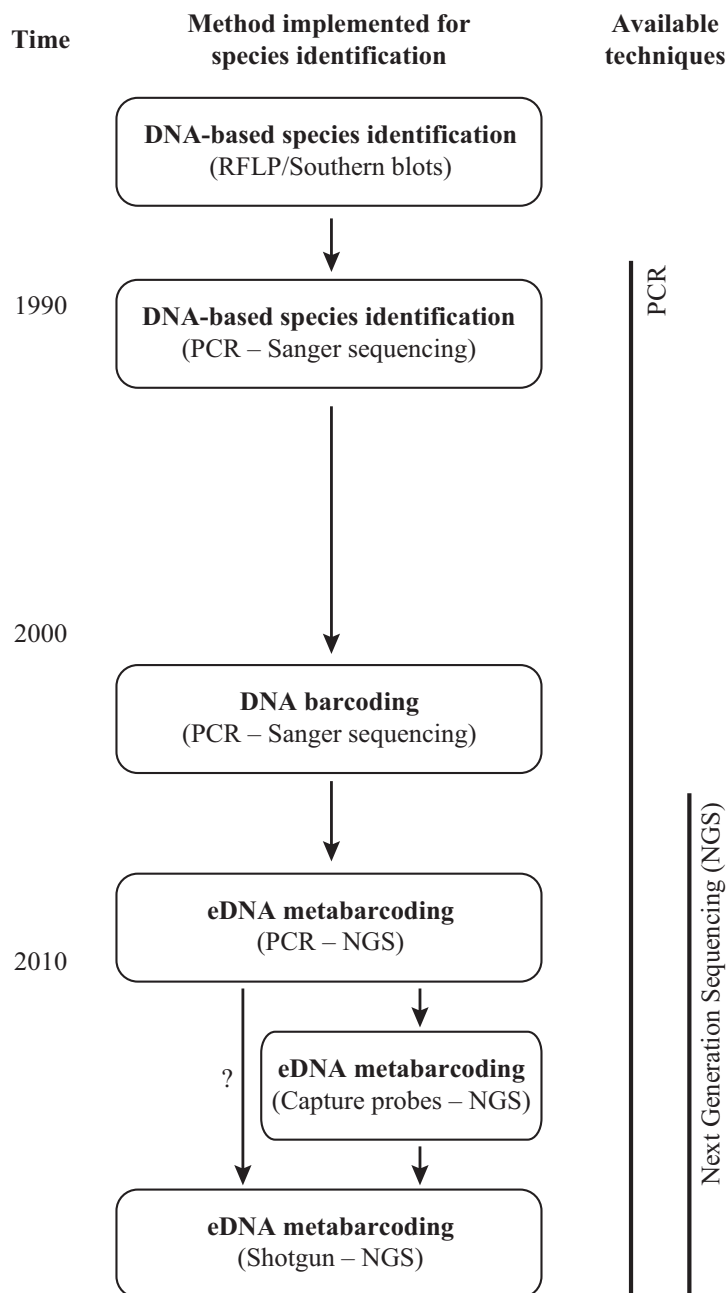 Time
Method implemented for
species identification
Available
techniques
DNA-based species identification
(RFLP/Southern blots)
PCR
1990
DNA-based species identification
(PCR – Sanger sequencing)
2000
DNA barcoding
(PCR – Sanger sequencing)
Next Generation Sequencing (NGS)
eDNA metabarcoding
(PCR – NGS)
2010
?
eDNA metabarcoding
(Capture probes – NGS)
eDNA metabarcoding
(Shotgun – NGS)